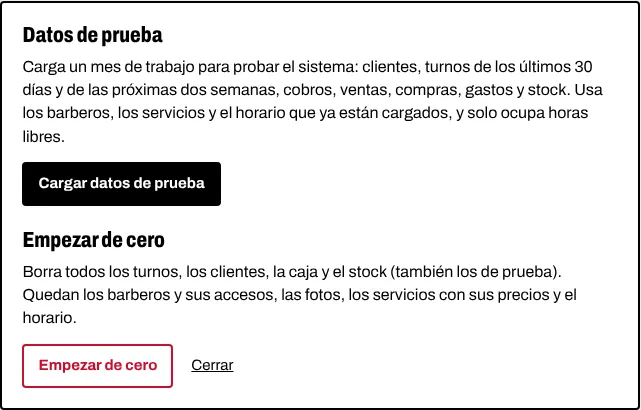 Datos de prueba
Carga un mes de trabajo para probar el sistema: clientes, turnos de los últimos 30
días y de las próximas dos semanas, cobros, ventas, compras, gastos y stock. Usa
los barberos, los servicios y el horario que ya están cargados, y solo ocupa horas
libres.
Cargar datos de prueba
Empezar de cero
Borra todos los turnos, los clientes, la caja y el stock (también los de prueba).
Quedan los barberos y sus accesos, las fotos, los servicios con sus precios y el
horario.
Empezar de cero Cerrar